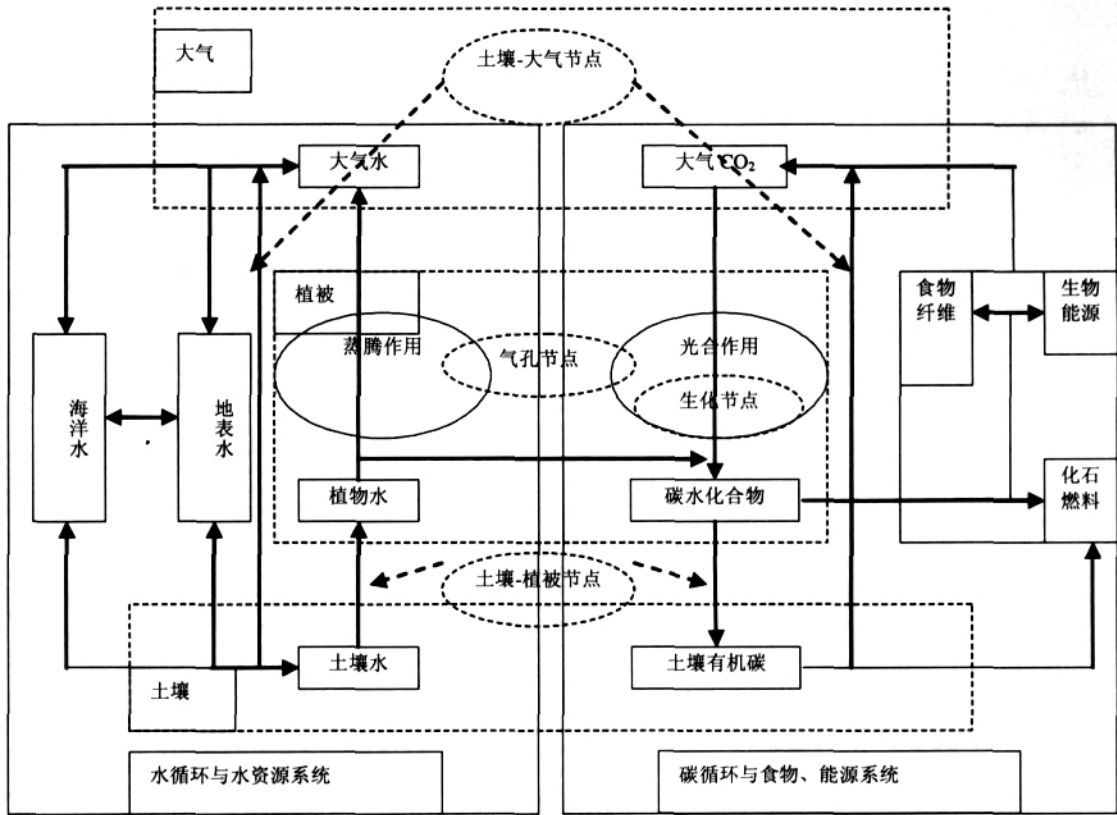 大气
土壤-大气节点
大气水
大气CO₂
植被
食物
纤维
生物
能源
蒸腾作用
气孔节点
光合作用
生化节点
海洋水
地表水
植物水
碳水化合物
化石
燃料
土壤-植被节点
土壤水
土壤有机碳
土壤
水循环与水资源系统
碳循环与食物、能源系统